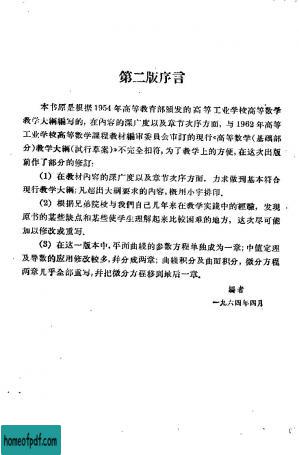 第二版序言
本书原是根据1954年高等教育部颁发的高等工业学校高等数学
教学大綱編写的，在内容的深广度以及章节次序方面，与1962年高等
工业学校高等数学課程教材編审委員会审訂的現行《高等数学(基礎部
分)教学大綱(試行草案)》不完全扣符，为了教学上的方便，在这次出版
前作了部分的修訂：
(1) 在教材内容的深广度以及章节次序方面，力求做到基本符合
現行教学大綱；凡超出大綱要求的内容，概用小字排印．
(2) 根据兄弟院校与我們自己几年来在教学实踐中的經驗，发現
原书的某些缺点和某些使学生理解起来比較困难的地方，这次尽可能
加以修改或重写．
(3) 在这一版本中，平面曲綫的参数方程单独成为一章；中值定理
及导数的应用修改較多，并分成两章；曲綫积分及曲面积分，微分方程
两章几乎全部重写，并把微分方程移到最后一章．
編者
一九六四年四月
homeofpdf.com